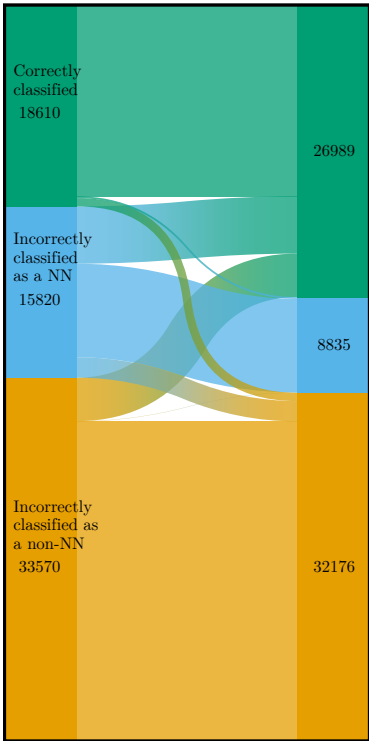 Correctly
classified
18610
26989
Incorrectly
classified
as a NN
15820
8835
Incorrectly
classified as
a non-NN
33570
32176